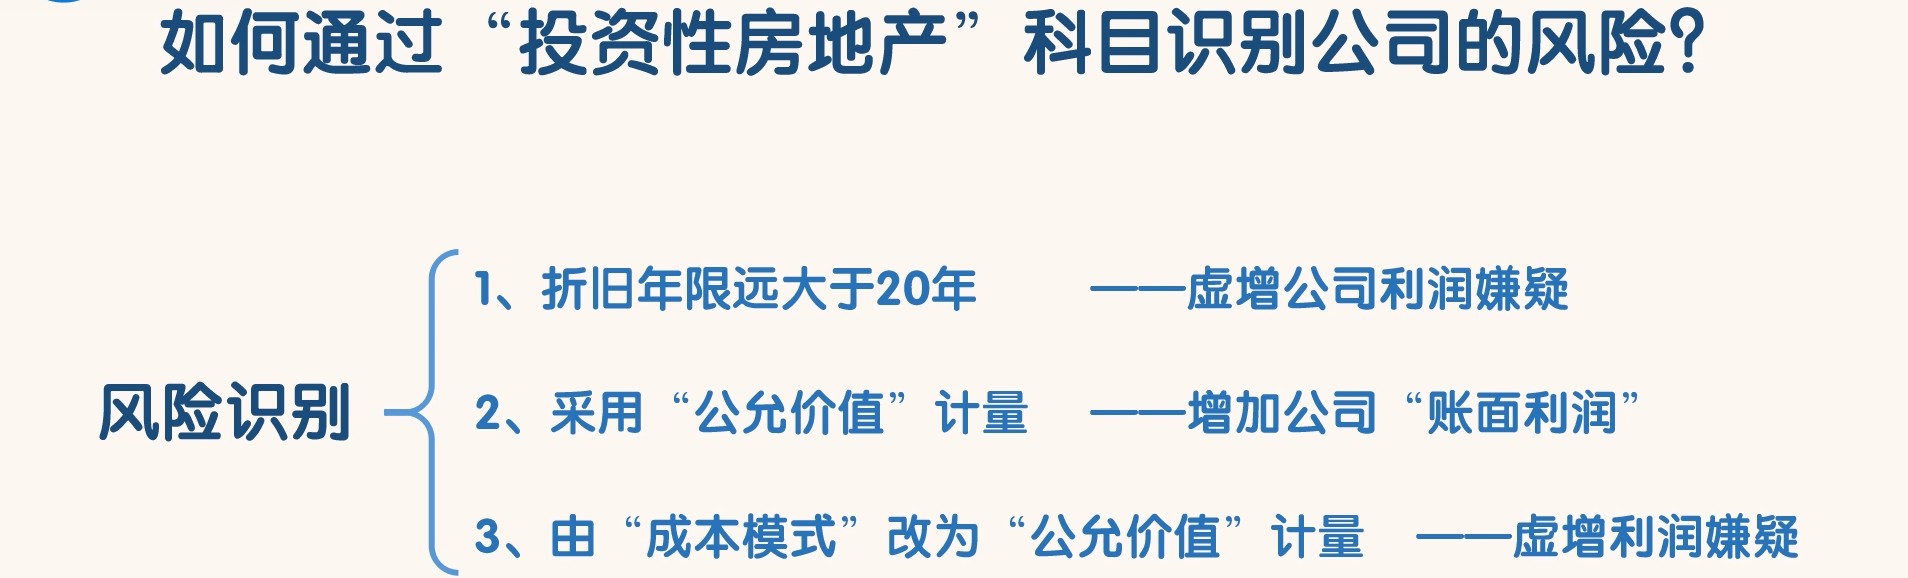 如何通过“投资性房地产”科目识别公司的风险？
1、折旧年限远大于20年 ——虚增公司利润嫌疑
风险识别
2、采用“公允价值”计量 ——增加公司“账面利润”
3、由“成本模式”改为“公允价值”计量 ——虚增利润嫌疑